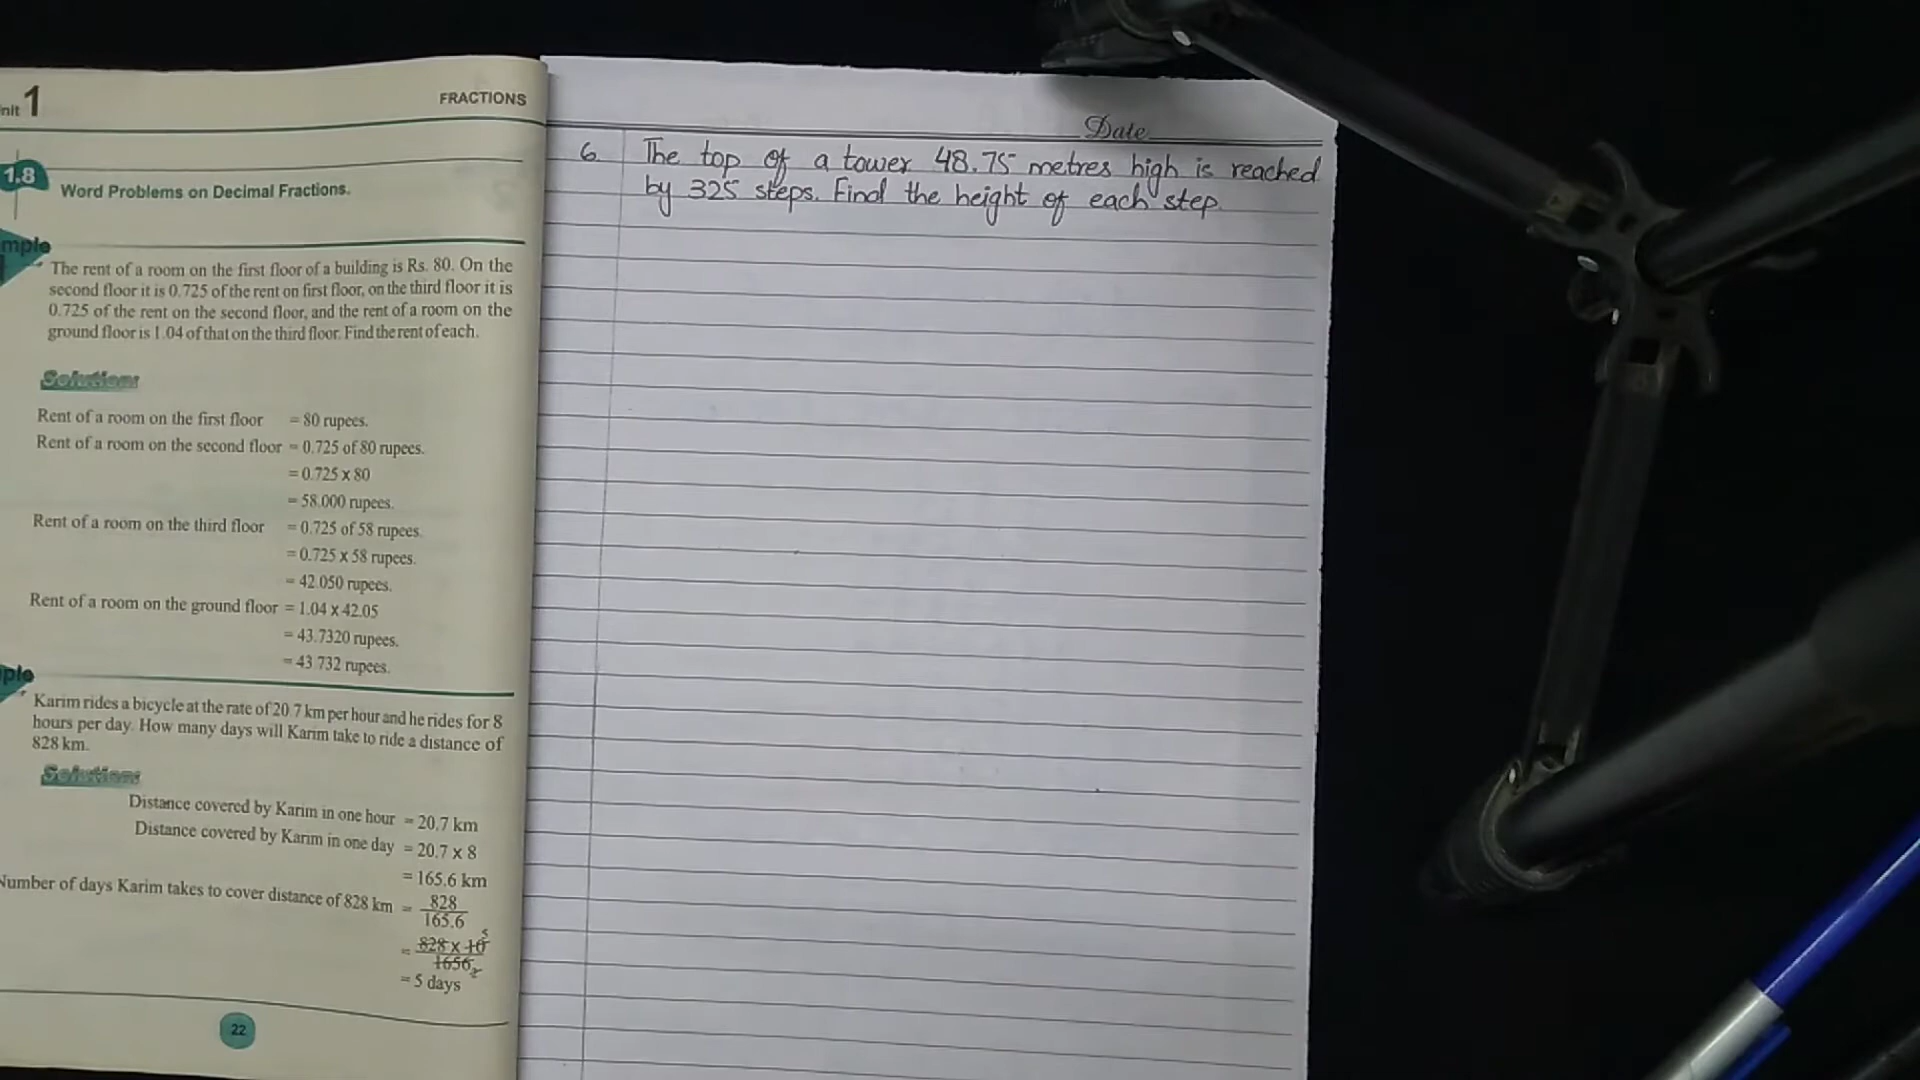 1
FRACTIONS
1.8
Word Problems on Decimal Fractions.
The rent of a room on the first floor of a building is Rs. 80. On the
second floor it is 0.725 of the rent on first floor, on the third floor it is
0.725 of the rent on the second floor, and the rent of a room on the
ground floor is 1.04 of that on the third floor. Find the rent of each.
Solution:
Rent of a room on the first floor = 80 rupees.
Rent of a room on the second floor = 0.725 of 80 rupees.
= 0.725 x 80
= 58.000 rupees.
Rent of a room on the third floor = 0.725 of 58 rupees.
= 0.725 x 58 rupees.
= 42.050 rupees.
Rent of a room on the ground floor = 1.04 x 42.05
= 43.7320 rupees.
= 43.732 rupees.
Karim rides a bicycle at the rate of 20.7 km per hour and he rides for 8
hours per day. How many days will Karim take to ride a distance of
828 km.
Solution:
Distance covered by Karim in one hour = 20.7 km
Distance covered by Karim in one day = 20.7 x 8
= 165.6 km
Number of days Karim takes to cover distance of 828 km = 828
165.6
= 828 x 10 5
1656
= 5 days
22
Date
6 The top of a tower 48.75 metres high is reached
by 325 steps. Find the height of each step.